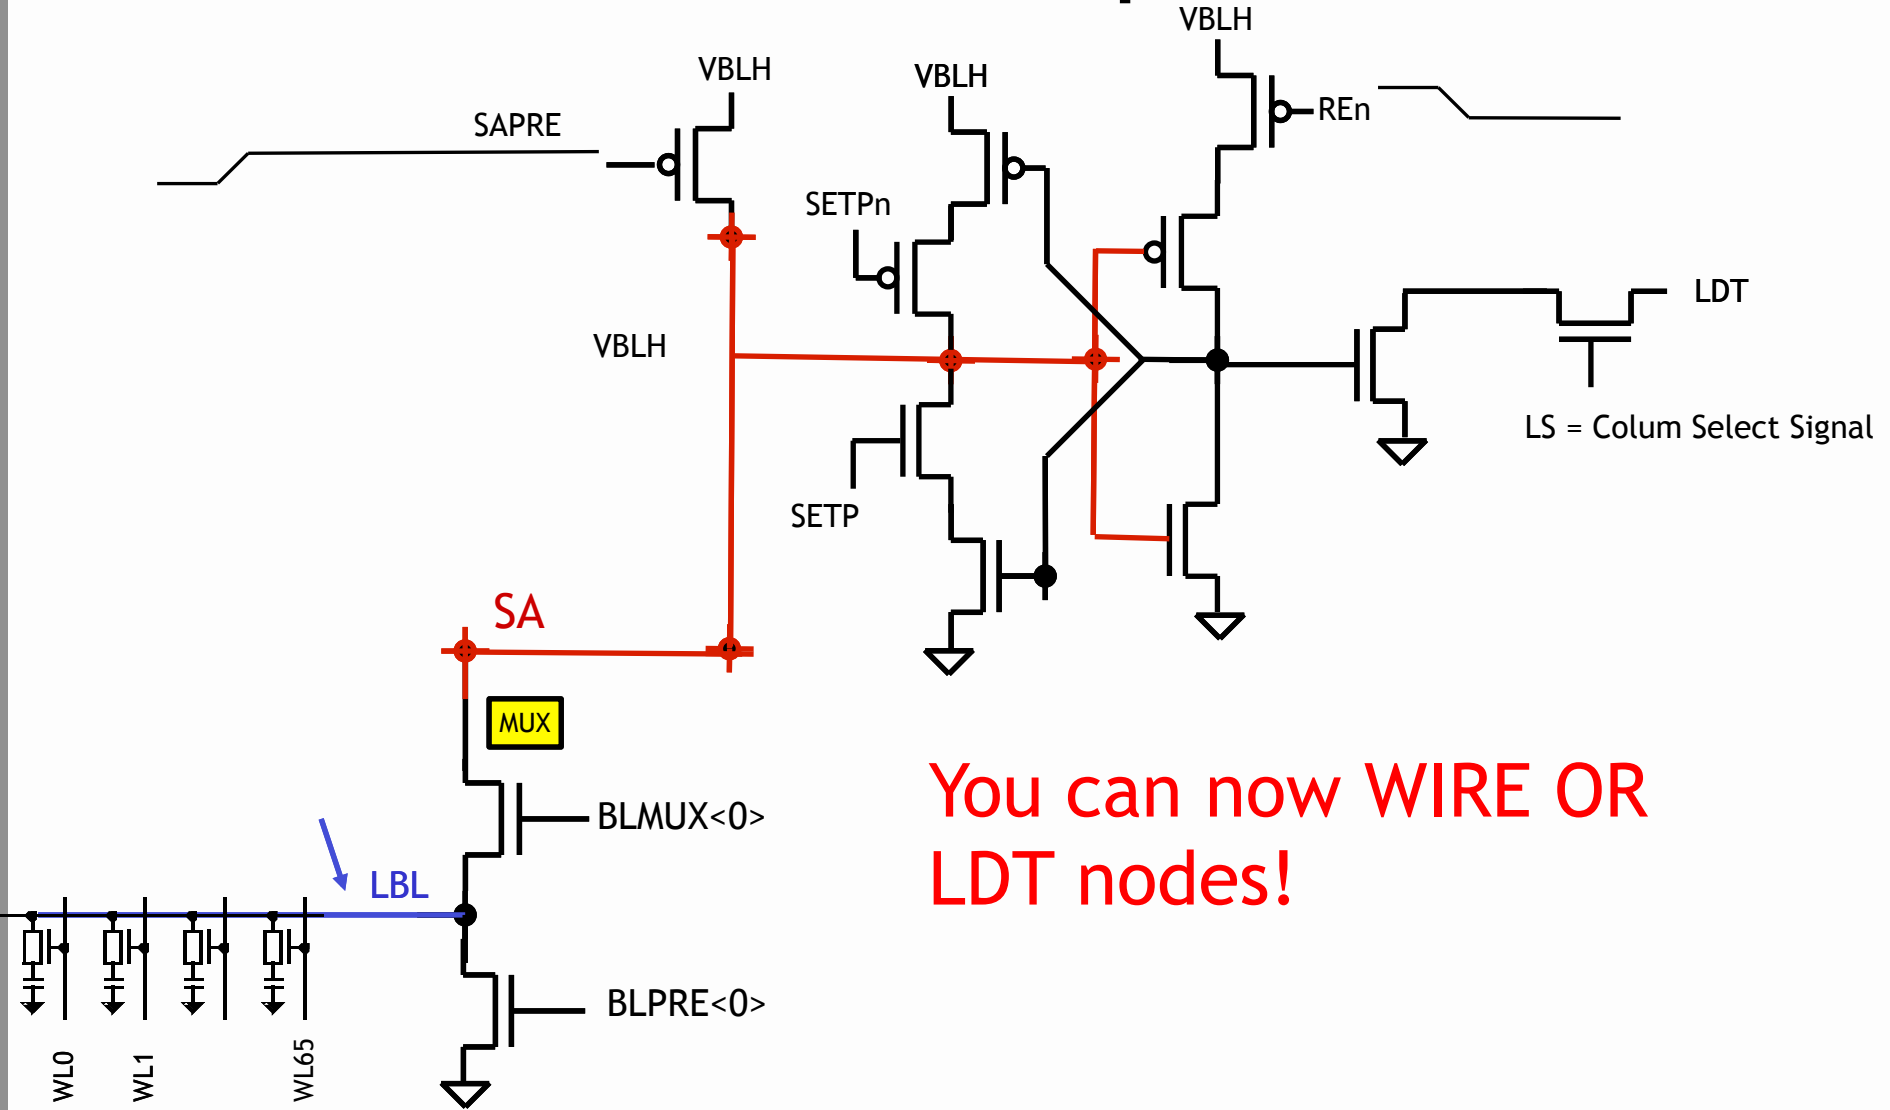 VBLH
VBLH
VBLH
SAPRE
REn
SETPn
LDT
VBLH
LS = Colum Select Signal
SETP
SA
MUX
BLMUX<0>
You can now WIRE OR
LDT nodes!
LBL
BLPRE<0>
WL0
WL1
WL65